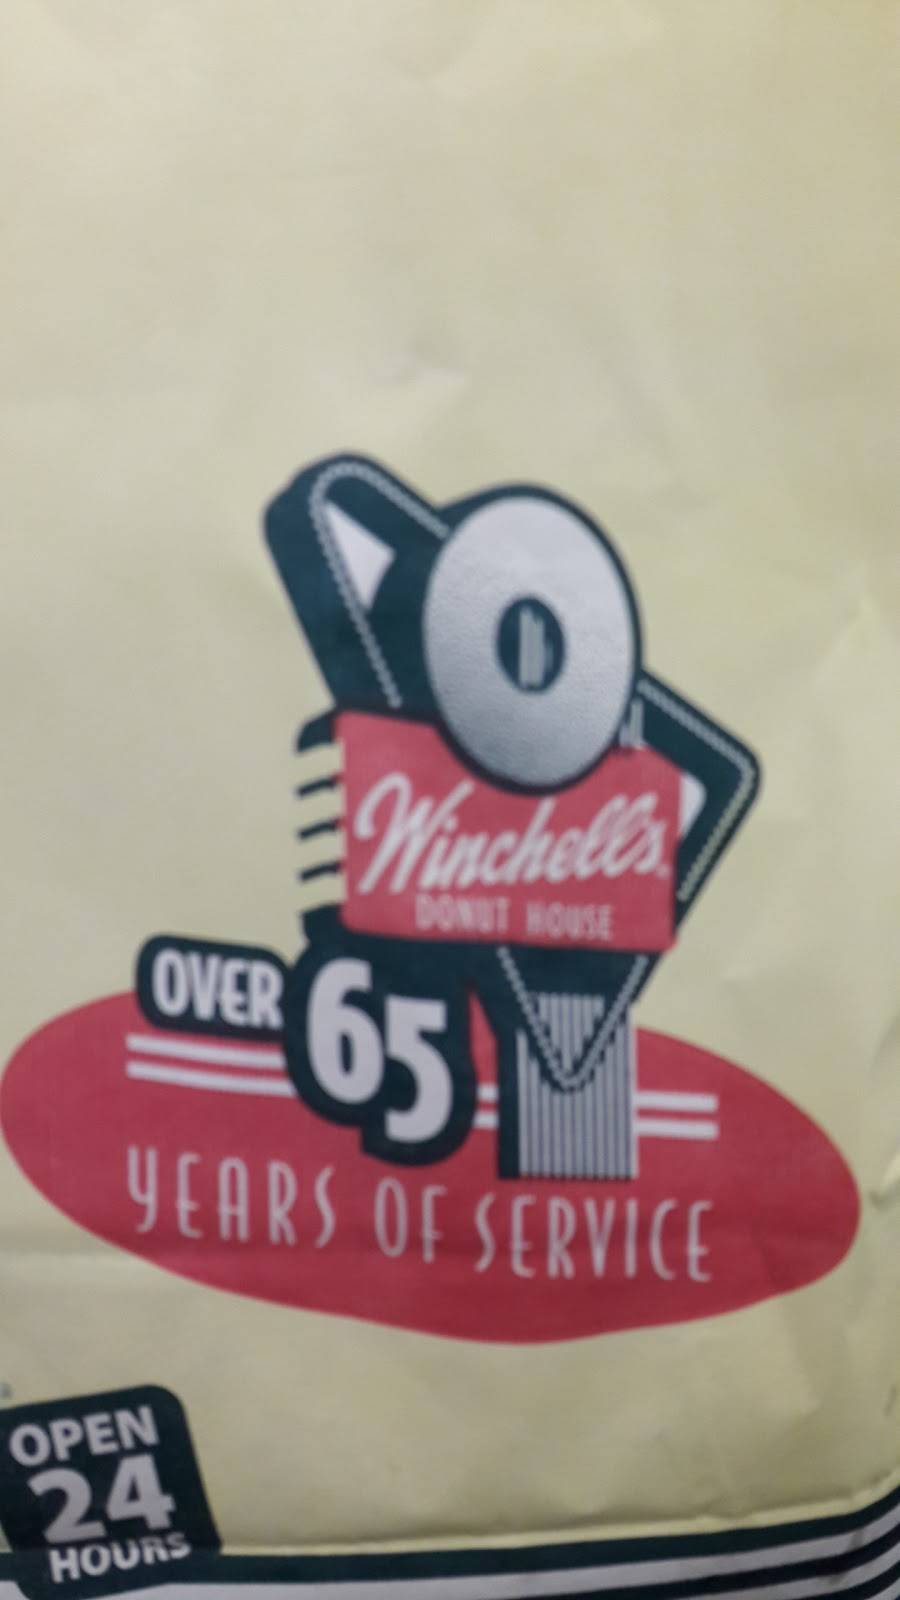 Winchell's
DONUT HOUSE
OVER
65
YEARS OF SERVICE
OPEN
24
HOURS